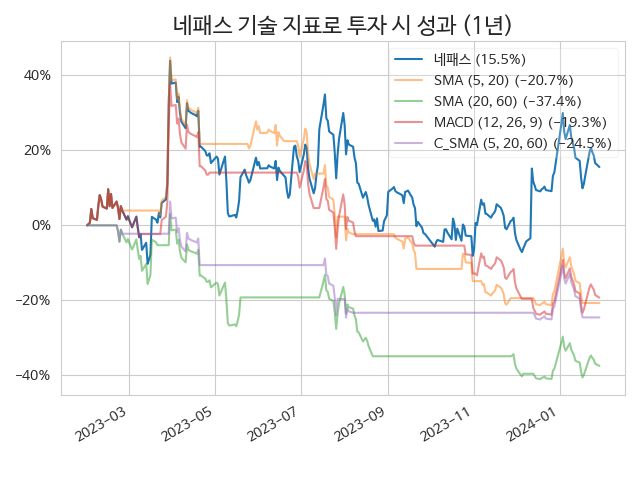 네패스 기술 지표로 투자 시 성과 (1년)
네패스 (15.5%)
SMA (5, 20) (−20.7%)
SMA (20, 60) (−37.4%)
MACD (12, 26, 9) (−19.3%)
C_SMA (5, 20, 60) (−24.5%)
40%
20%
0%
−20%
−40%
2023−03
2023−05
2023−07
2023−09
2023−11
2024−01